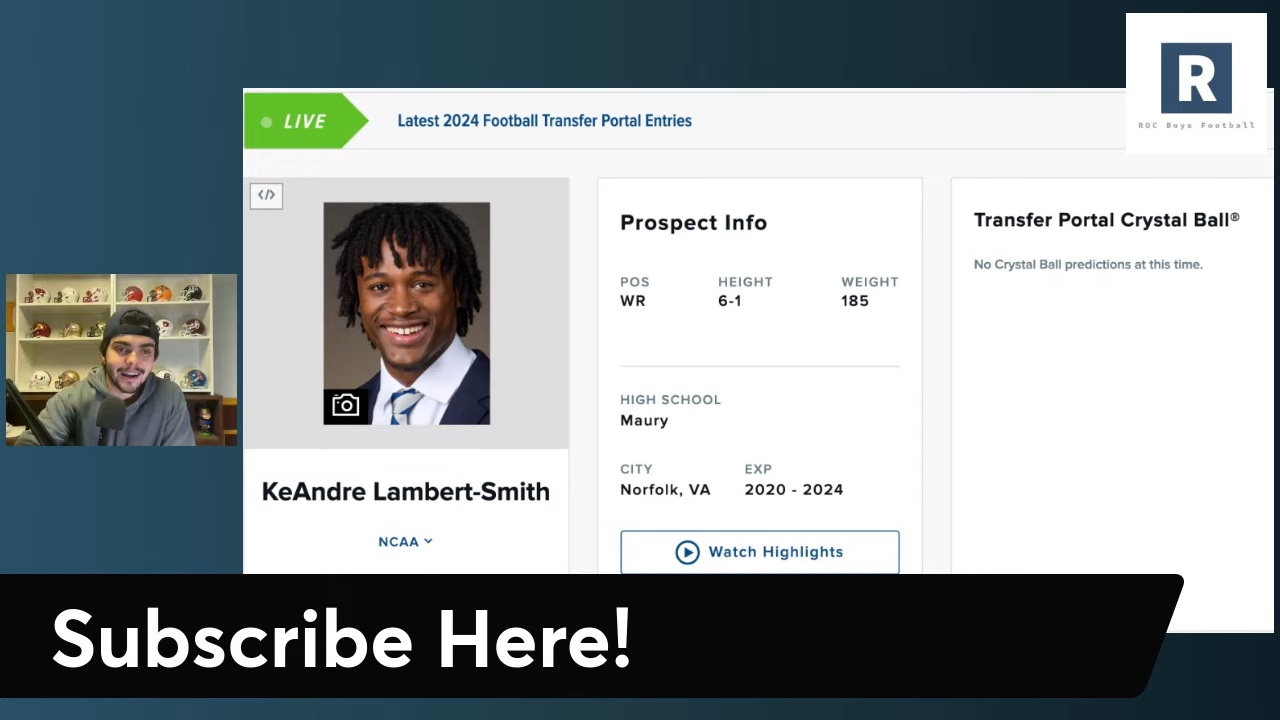 R
ROC Boys Football
LIVE
Latest 2024 Football Transfer Portal Entries
</>
KeAndre Lambert-Smith
NCAA
Prospect Info
POS HEIGHT WEIGHT
WR 6-1 185
HIGH SCHOOL
Maury
CITY EXP
Norfolk, VA 2020 - 2024
Watch Highlights
Transfer Portal Crystal Ball®
No Crystal Ball predictions at this time.
Subscribe Here!